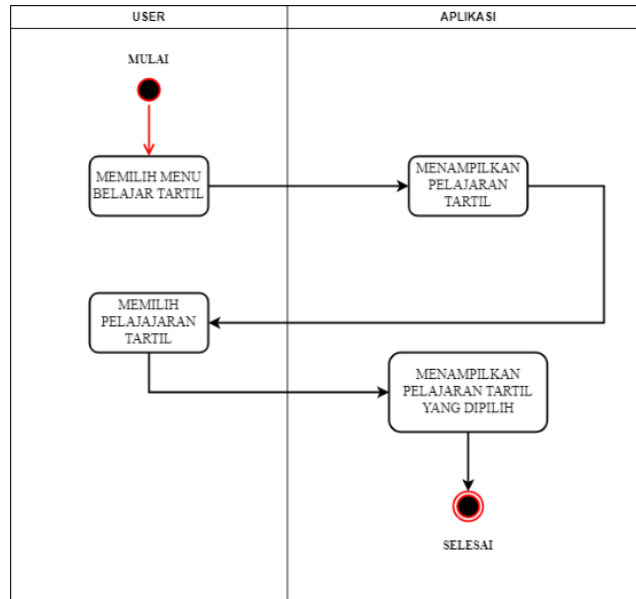 USER
APLIKASI
MULAI
MEMILIH MENU
BELAJAR TARTIL
MENAMPILKAN
PELAJARAN
TARTIL
MEMILIH
PELAJAJARAN
TARTIL
MENAMPILKAN
PELAJARAN TARTIL
YANG DIPILIH
SELESAI